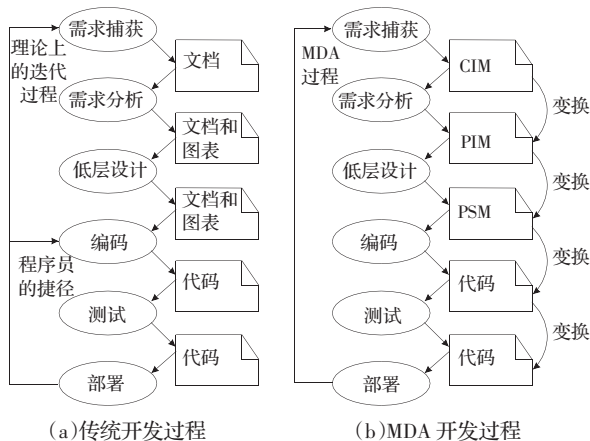 需求捕获
理论上
的迭代
过程
文档
需求分析
文档和
图表
低层设计
文档和
图表
编码
程序员
的捷径
代码
测试
代码
部署
(a)传统开发过程
需求捕获
MDA
过程
CIM
变换
需求分析
PIM
变换
低层设计
PSM
变换
编码
代码
变换
测试
代码
部署
(b)MDA 开发过程